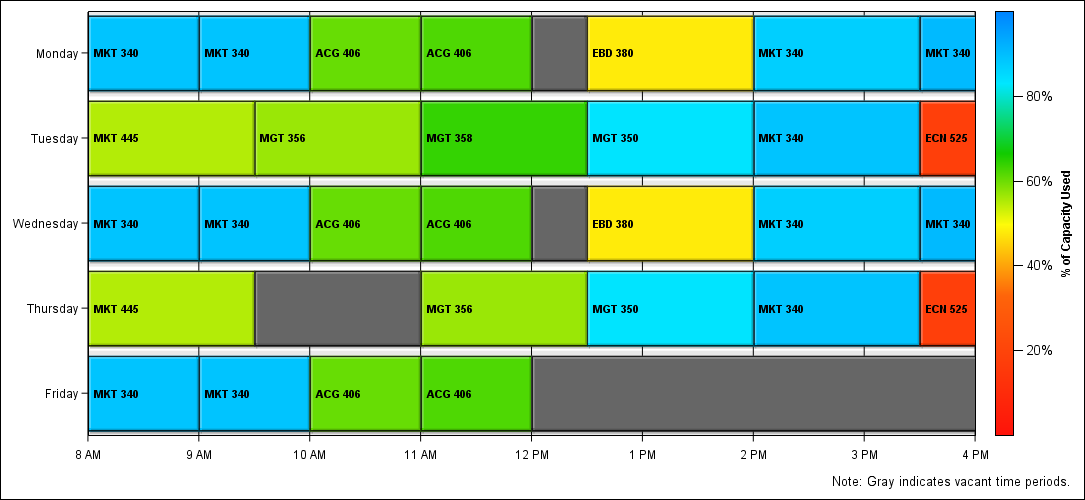 Monday
MKT 340 MKT 340 ACG 406 ACG 406 EBD 380 MKT 340 MKT 340
Tuesday
MKT 445 MGT 356 MGT 358 MGT 350 MKT 340 ECN 525
Wednesday
MKT 340 MKT 340 ACG 406 ACG 406 EBD 380 MKT 340 MKT 340
Thursday
MKT 445 MGT 356 MGT 350 MKT 340 ECN 525
Friday
MKT 340 MKT 340 ACG 406 ACG 406
8 AM 9 AM 10 AM 11 AM 12 PM 1 PM 2 PM 3 PM 4 PM
80%
60%
40%
20%
% of Capacity Used
Note: Gray indicates vacant time periods.